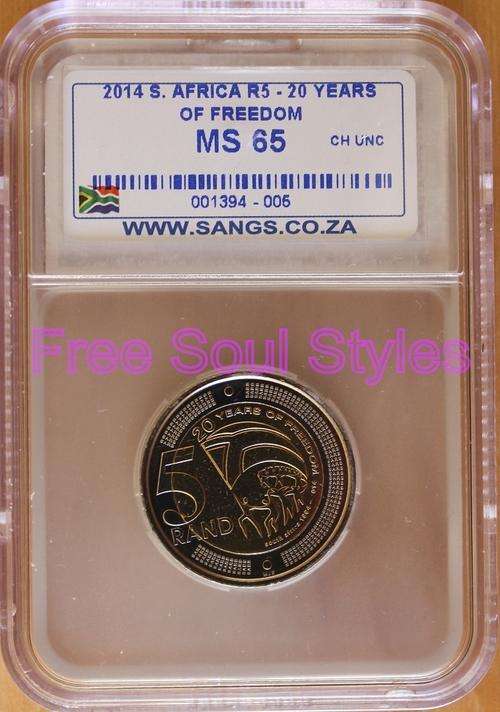 2014 S. AFRICA R5 - 20 YEARS
OF FREEDOM
MS 65
CH UNC
001394 - 005
WWW.SANGS.CO.ZA
Free Soul Styles
20 YEARS OF FREEDOM
5
RAND